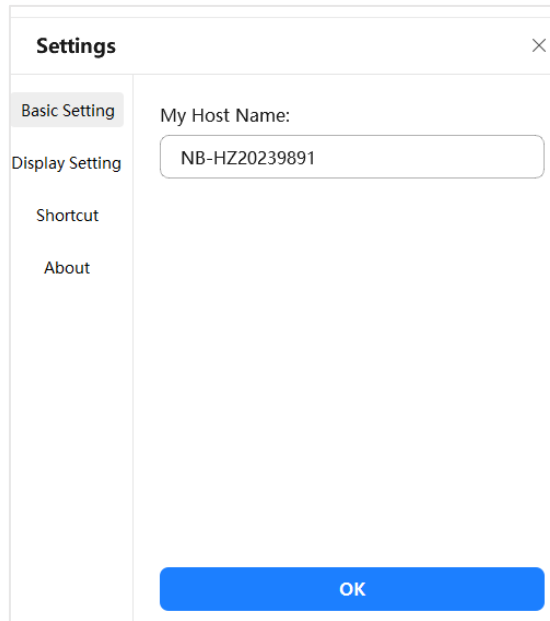 Settings
Basic Setting
Display Setting
Shortcut
About
My Host Name:
NB-HZ20239891
OK